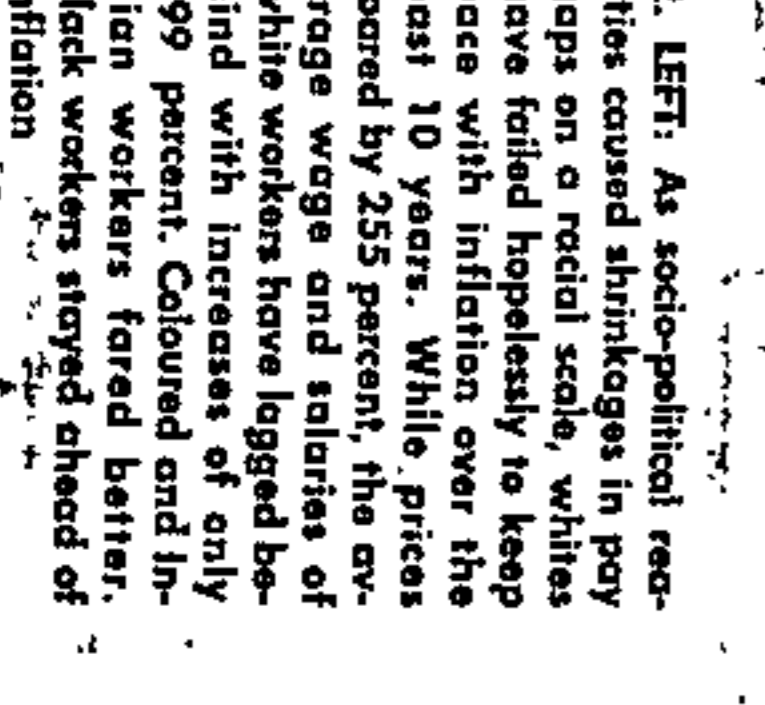 . LEFT: As socio-political rea-
ties caused shrinkages in pay
aps on a racial scale, whites
ave failed hopelessly to keep
ace with inflation over the
ast 10 years. While prices
oared by 255 percent, the av-
rage wage and salaries of
white workers have lagged be-
ind with increases of only
99 percent. Coloured and In-
ian workers fared better.
lack workers stayed ahead of
nflation